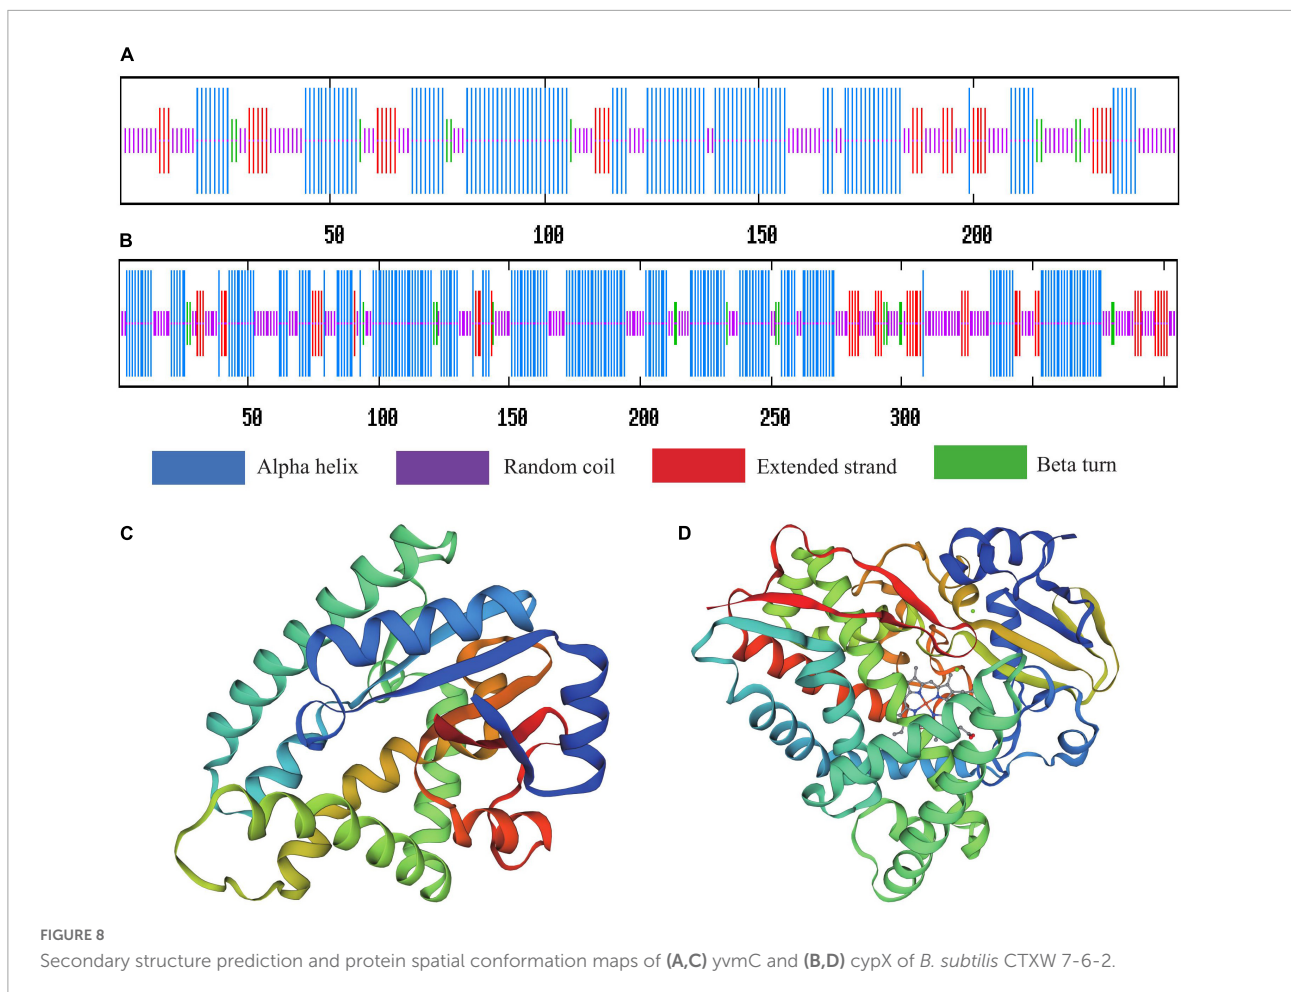 A
50 100 150 200
B
50 100 150 200 250 300
Alpha helix Random coil Extended strand Beta turn
C D
FIGURE 8
Secondary structure prediction and protein spatial conformation maps of (A,C) yvmC and (B,D) cypX of B. subtilis CTXW 7-6-2.